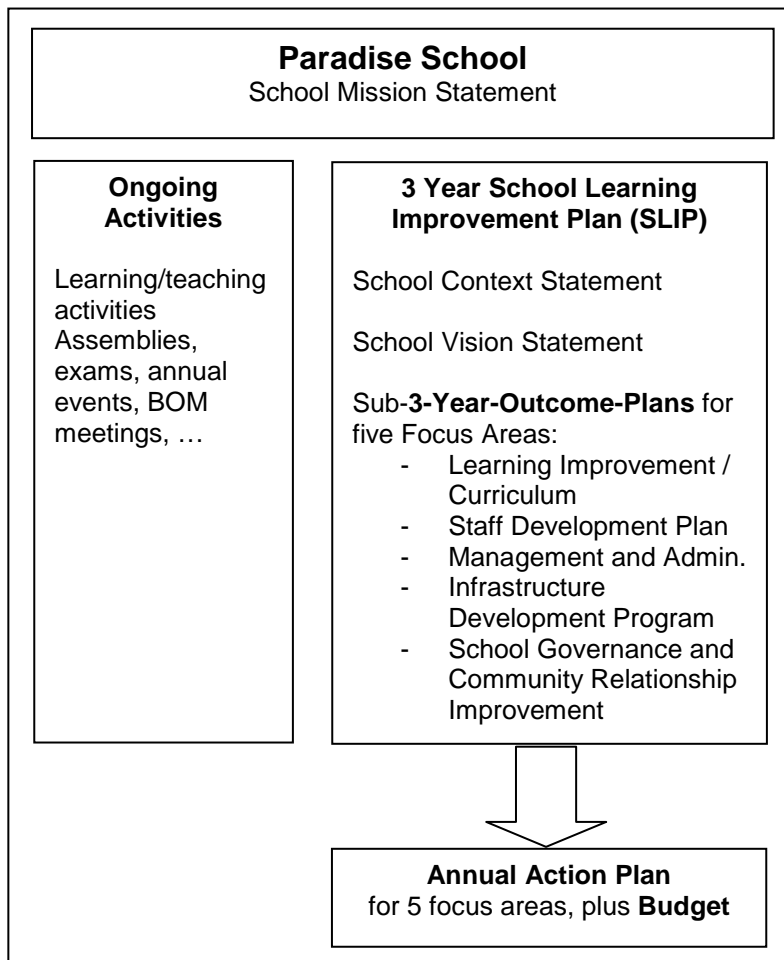 Paradise School
School Mission Statement
Ongoing
Activities
Learning/teaching
activities
Assemblies,
exams, annual
events, BOM
meetings, …
3 Year School Learning
Improvement Plan (SLIP)
School Context Statement
School Vision Statement
Sub-3-Year-Outcome-Plans for
five Focus Areas:
- Learning Improvement /
Curriculum
- Staff Development Plan
- Management and Admin.
- Infrastructure
Development Program
- School Governance and
Community Relationship
Improvement
Annual Action Plan
for 5 focus areas, plus Budget